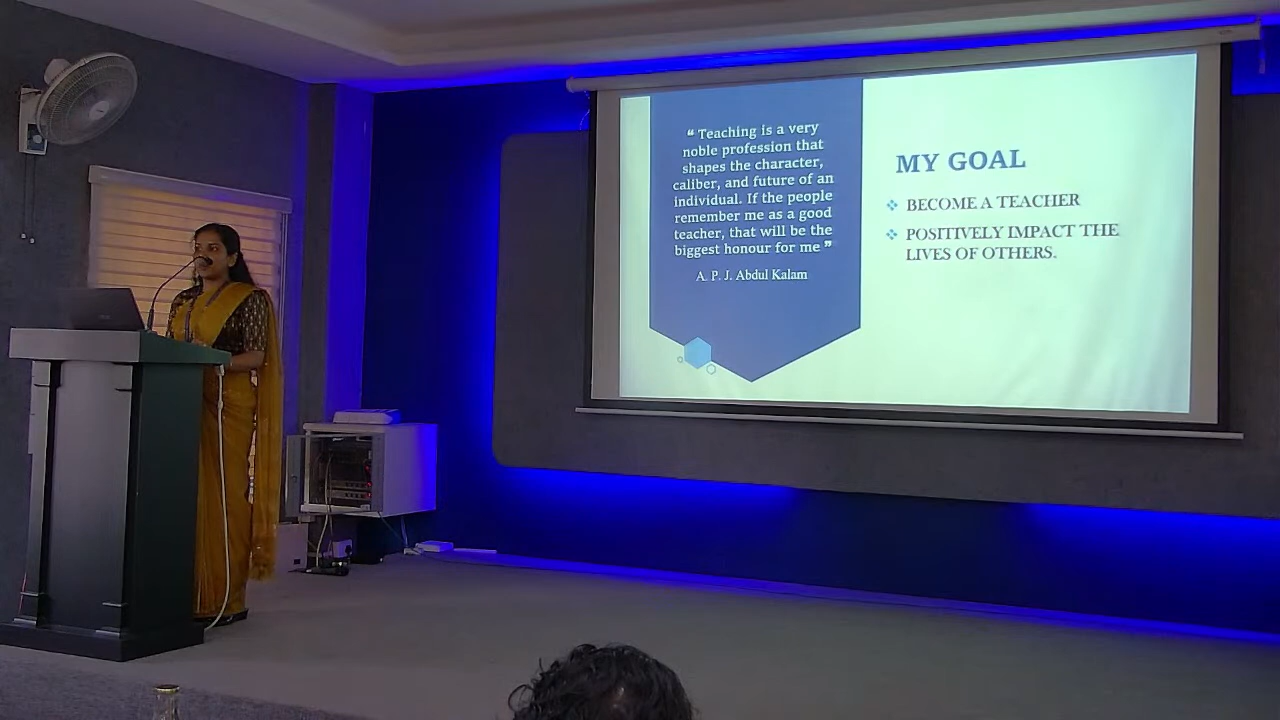 ❝ Teaching is a very
noble profession that
shapes the character,
caliber, and future of an
individual. If the people
remember me as a good
teacher, that will be the
biggest honour for me ❞
A. P. J. Abdul Kalam
MY GOAL
❖ BECOME A TEACHER
❖ POSITIVELY IMPACT THE
LIVES OF OTHERS.